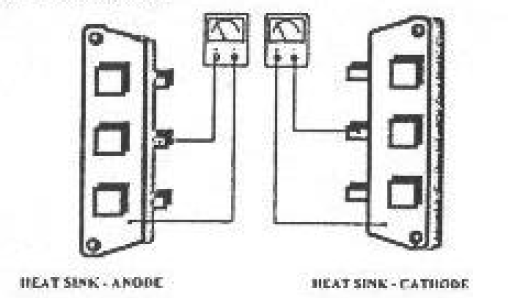 HEAT SINK - ANODE
HEAT SINK - CATHODE